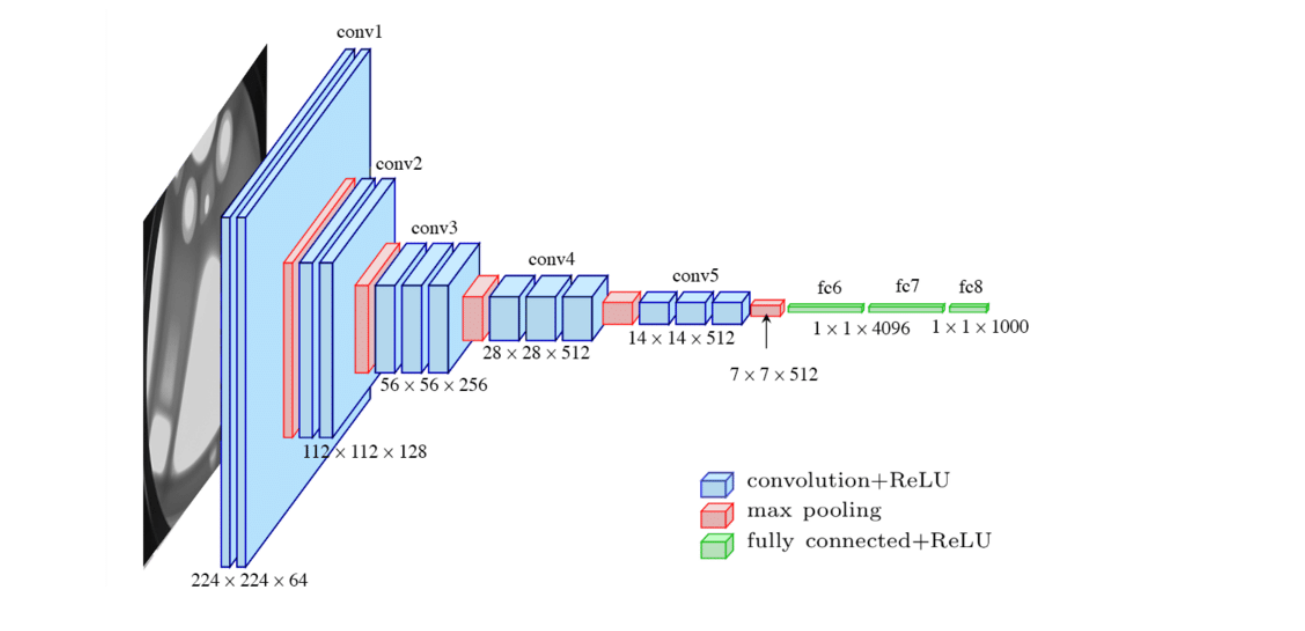 conv1
conv2
conv3
conv4
conv5
fc6
fc7
fc8
1 × 1 × 4096
1 × 1 × 1000
14 × 14 × 512
28 × 28 × 512
7 × 7 × 512
56 × 56 × 256
112 × 112 × 128
convolution+ReLU
max pooling
fully connected+ReLU
224 × 224 × 64